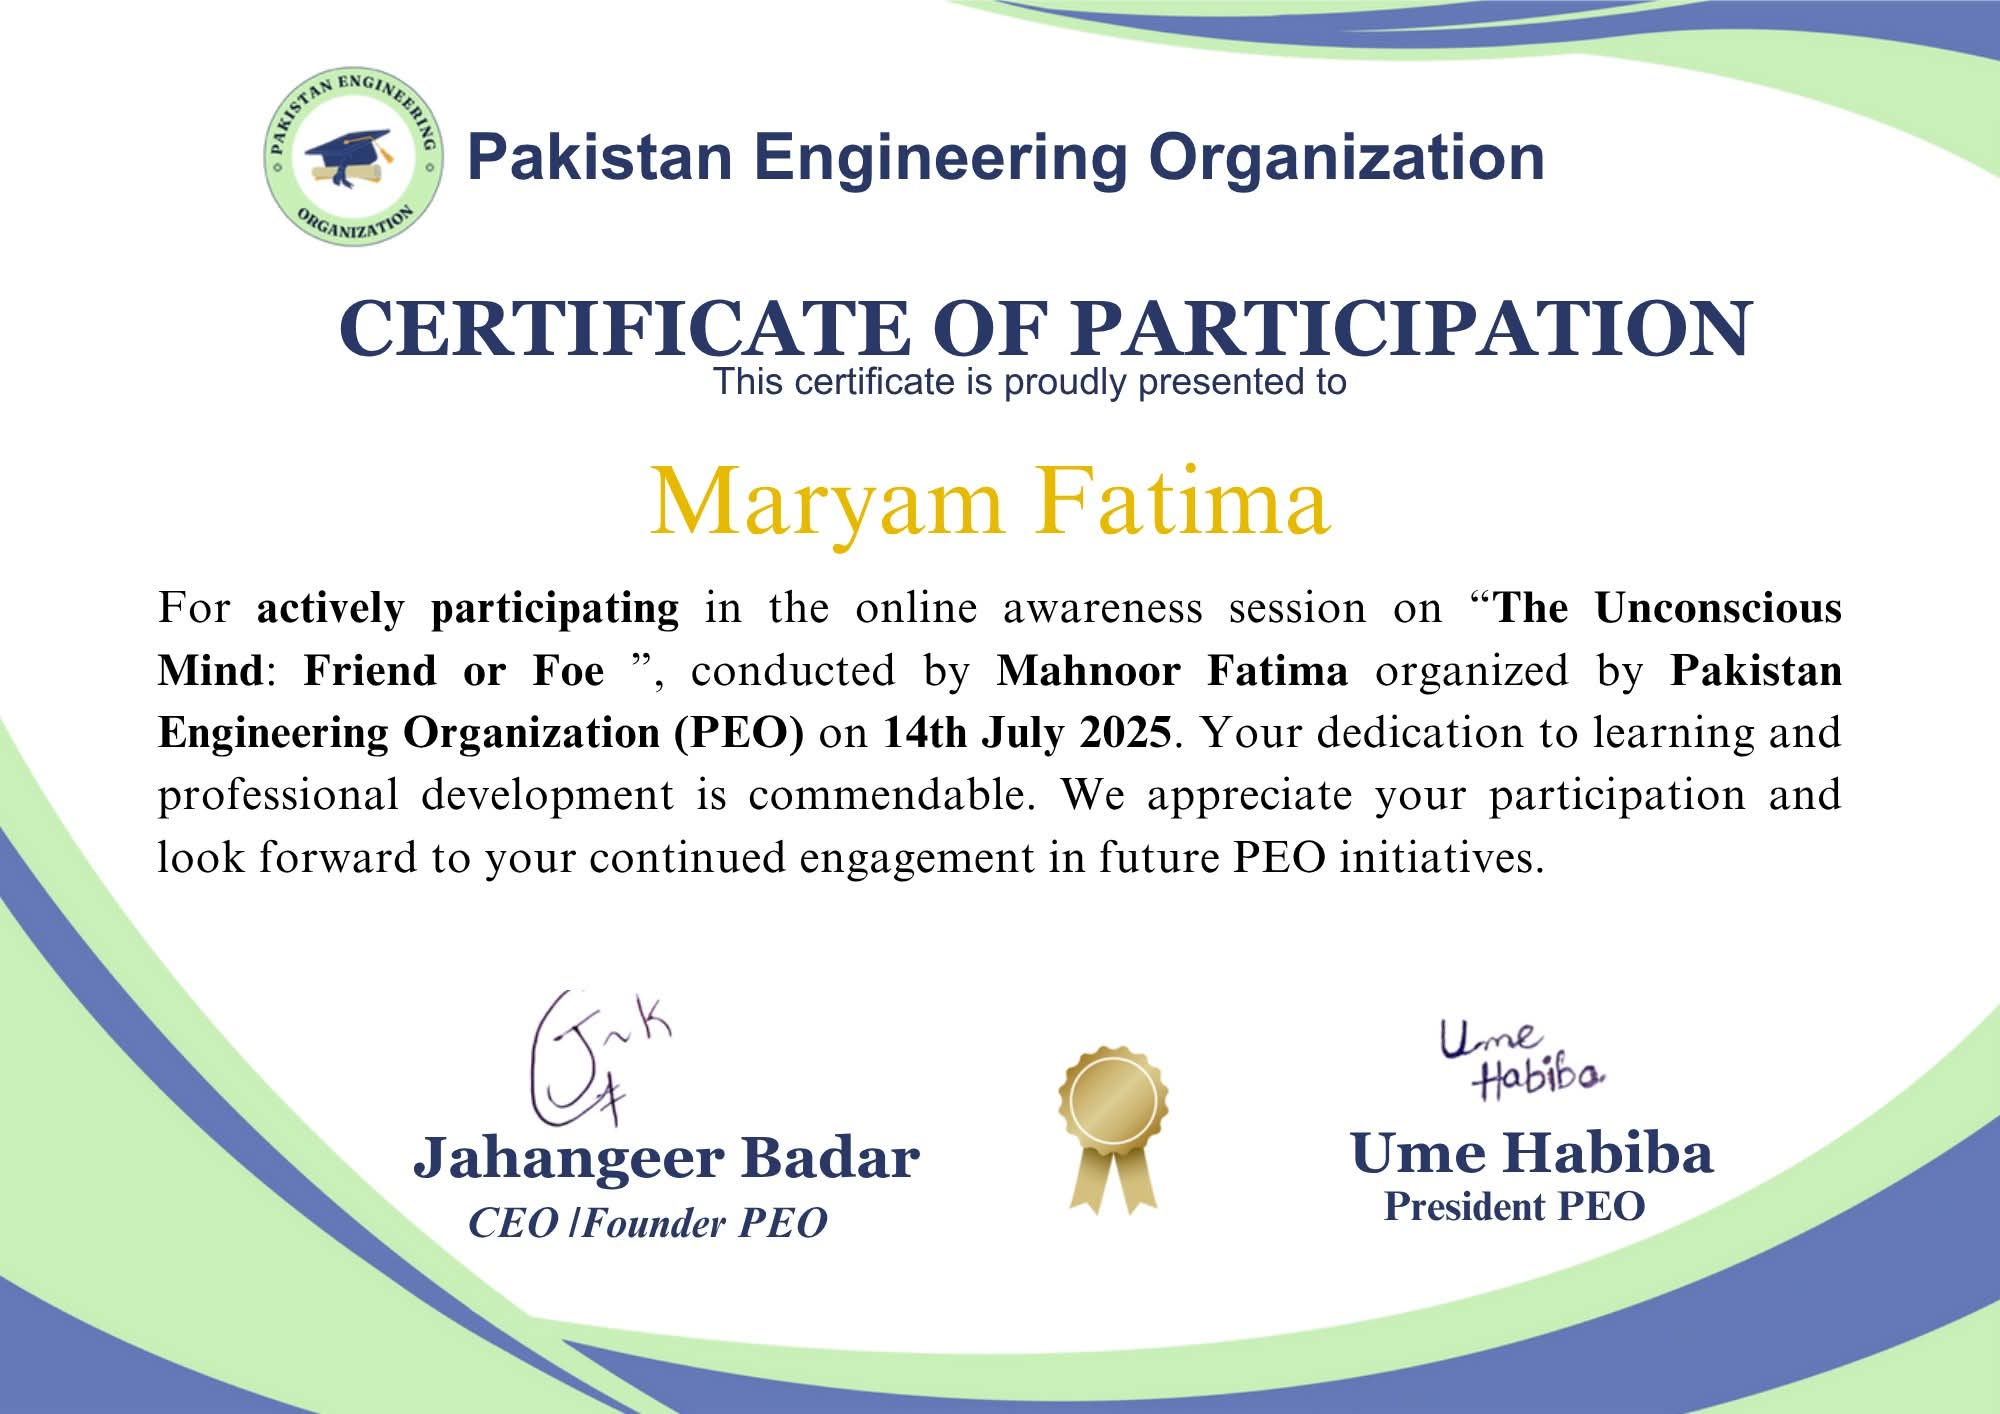 PAKISTAN ENGINEERING
ORGANIZATION
Pakistan Engineering Organization
CERTIFICATE OF PARTICIPATION
This certificate is proudly presented to
Maryam Fatima
For actively participating in the online awareness session on “The Unconscious
Mind: Friend or Foe ”, conducted by Mahnoor Fatima organized by Pakistan
Engineering Organization (PEO) on 14th July 2025. Your dedication to learning and
professional development is commendable. We appreciate your participation and
look forward to your continued engagement in future PEO initiatives.
Ume
Habiba
Jahangeer Badar
CEO |Founder PEO
Ume Habiba
President PEO